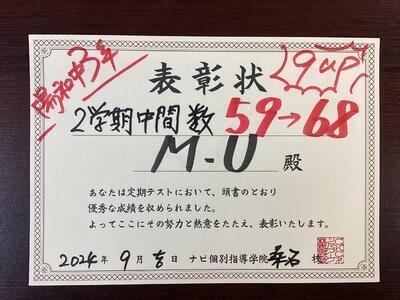 陽和中3年
9up
表彰状
2学期中間数 59→68
M-U 殿
あなたは定期テストにおいて、頭書のとおり
優秀な成績を収められました。
よってここにその努力と熱意をたたえ、表彰いたします。
2024年 9月 吉日 ナビ個別指導学院 桑名 校